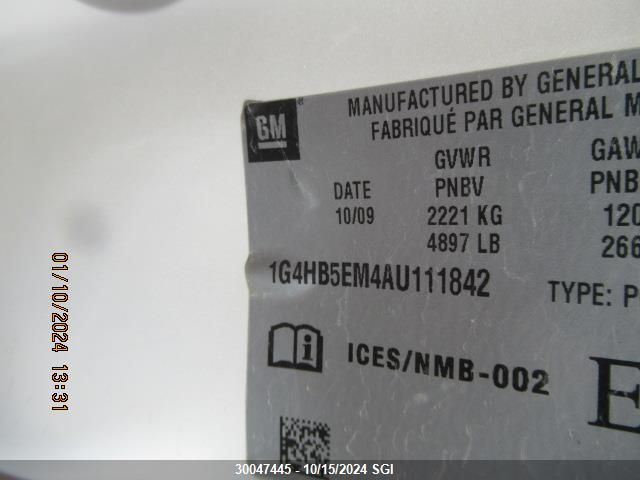 GM
MANUFACTURED BY GENERAL
FABRIQUÉ PAR GENERAL M
DATE
10/09
GVWR
PNBV
2221 KG
4897 LB
GAW
PNB
120
266
1G4HB5EM4AU111842
TYPE: P
i ICES/NMB-002
E
01/10/2024 13:31
30047445 - 10/15/2024 SGI